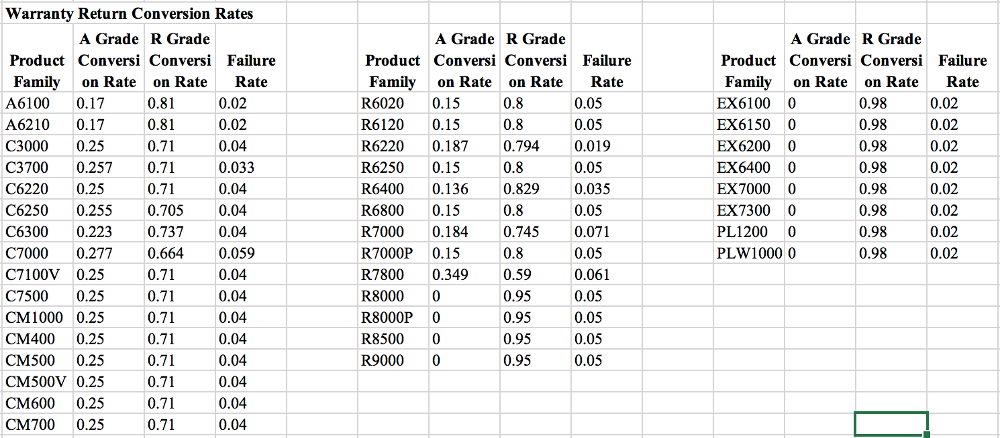 Warranty Return Conversion Rates
A Grade R Grade A Grade R Grade A Grade R Grade
Product Conversi Conversi Failure Product Conversi Conversi Failure Product Conversi Conversi Failure
Family on Rate on Rate Rate Family on Rate on Rate Rate Family on Rate on Rate Rate
A6100 0.17 0.81 0.02 R6020 0.15 0.8 0.05 EX6100 0 0.98 0.02
A6210 0.17 0.81 0.02 R6120 0.15 0.8 0.05 EX6150 0 0.98 0.02
C3000 0.25 0.71 0.04 R6220 0.187 0.794 0.019 EX6200 0 0.98 0.02
C3700 0.257 0.71 0.033 R6250 0.15 0.8 0.05 EX6400 0 0.98 0.02
C6220 0.25 0.71 0.04 R6400 0.136 0.829 0.035 EX7000 0 0.98 0.02
C6250 0.255 0.705 0.04 R6800 0.15 0.8 0.05 EX7300 0 0.98 0.02
C6300 0.223 0.737 0.04 R7000 0.184 0.745 0.071 PL1200 0 0.98 0.02
C7000 0.277 0.664 0.059 R7000P 0.15 0.8 0.05 PLW1000 0 0.98 0.02
C7100V 0.25 0.71 0.04 R7800 0.349 0.59 0.061
C7500 0.25 0.71 0.04 R8000 0 0.95 0.05
CM1000 0.25 0.71 0.04 R8000P 0 0.95 0.05
CM400 0.25 0.71 0.04 R8500 0 0.95 0.05
CM500 0.25 0.71 0.04 R9000 0 0.95 0.05
CM500V 0.25 0.71 0.04
CM600 0.25 0.71 0.04
CM700 0.25 0.71 0.04